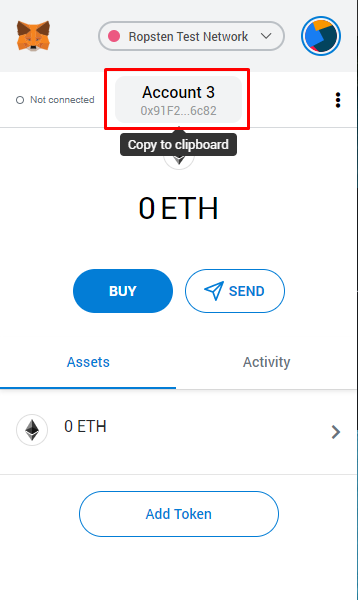 Ropsten Test Network
Not connected
Account 3
0x91F2...6c82
Copy to clipboard
0 ETH
BUY
SEND
Assets
Activity
0 ETH
Add Token